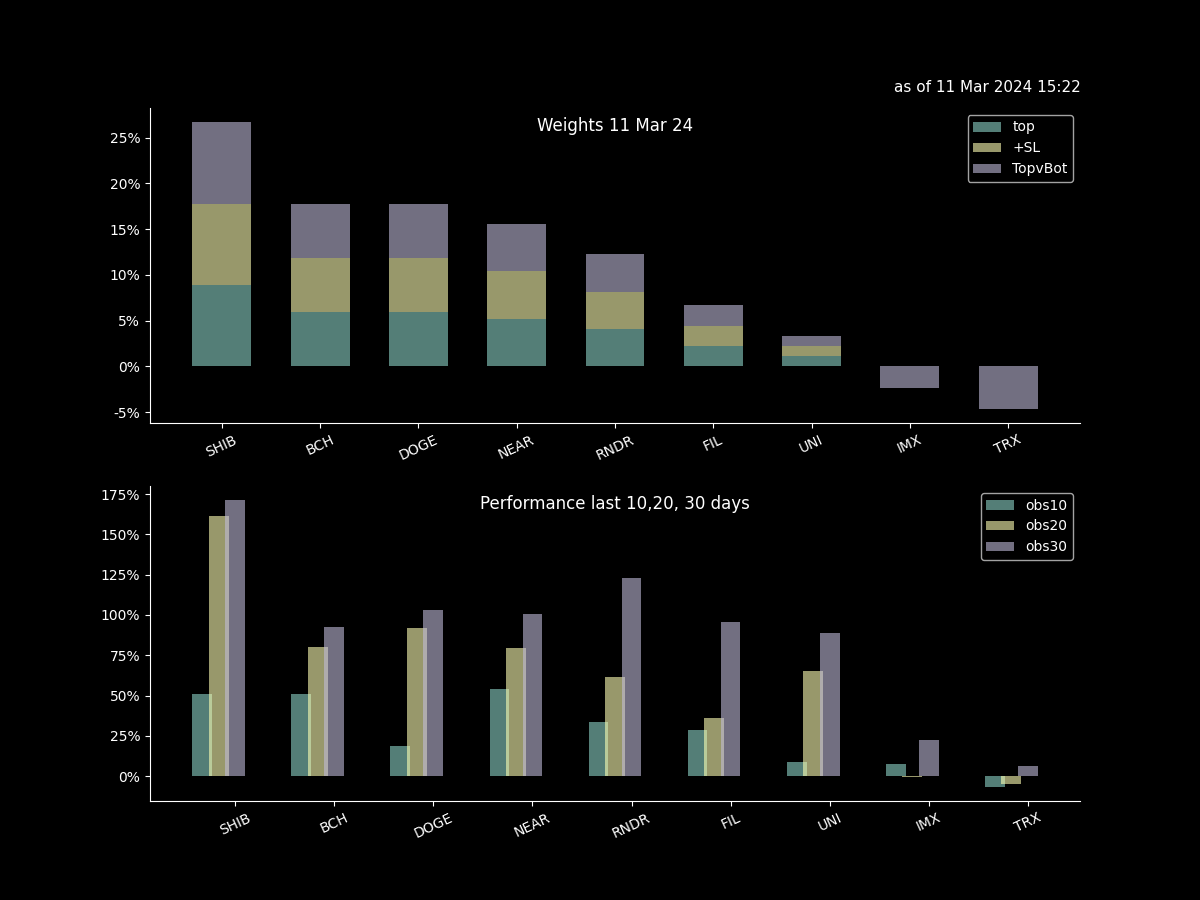 as of 11 Mar 2024 15:22
Weights 11 Mar 24
top
+SL
TopvBot
25%
20%
15%
10%
5%
0%
-5%
SHIB BCH DOGE NEAR RNDR FIL UNI IMX TRX
Performance last 10,20, 30 days
obs10
obs20
obs30
175%
150%
125%
100%
75%
50%
25%
0%
SHIB BCH DOGE NEAR RNDR FIL UNI IMX TRX